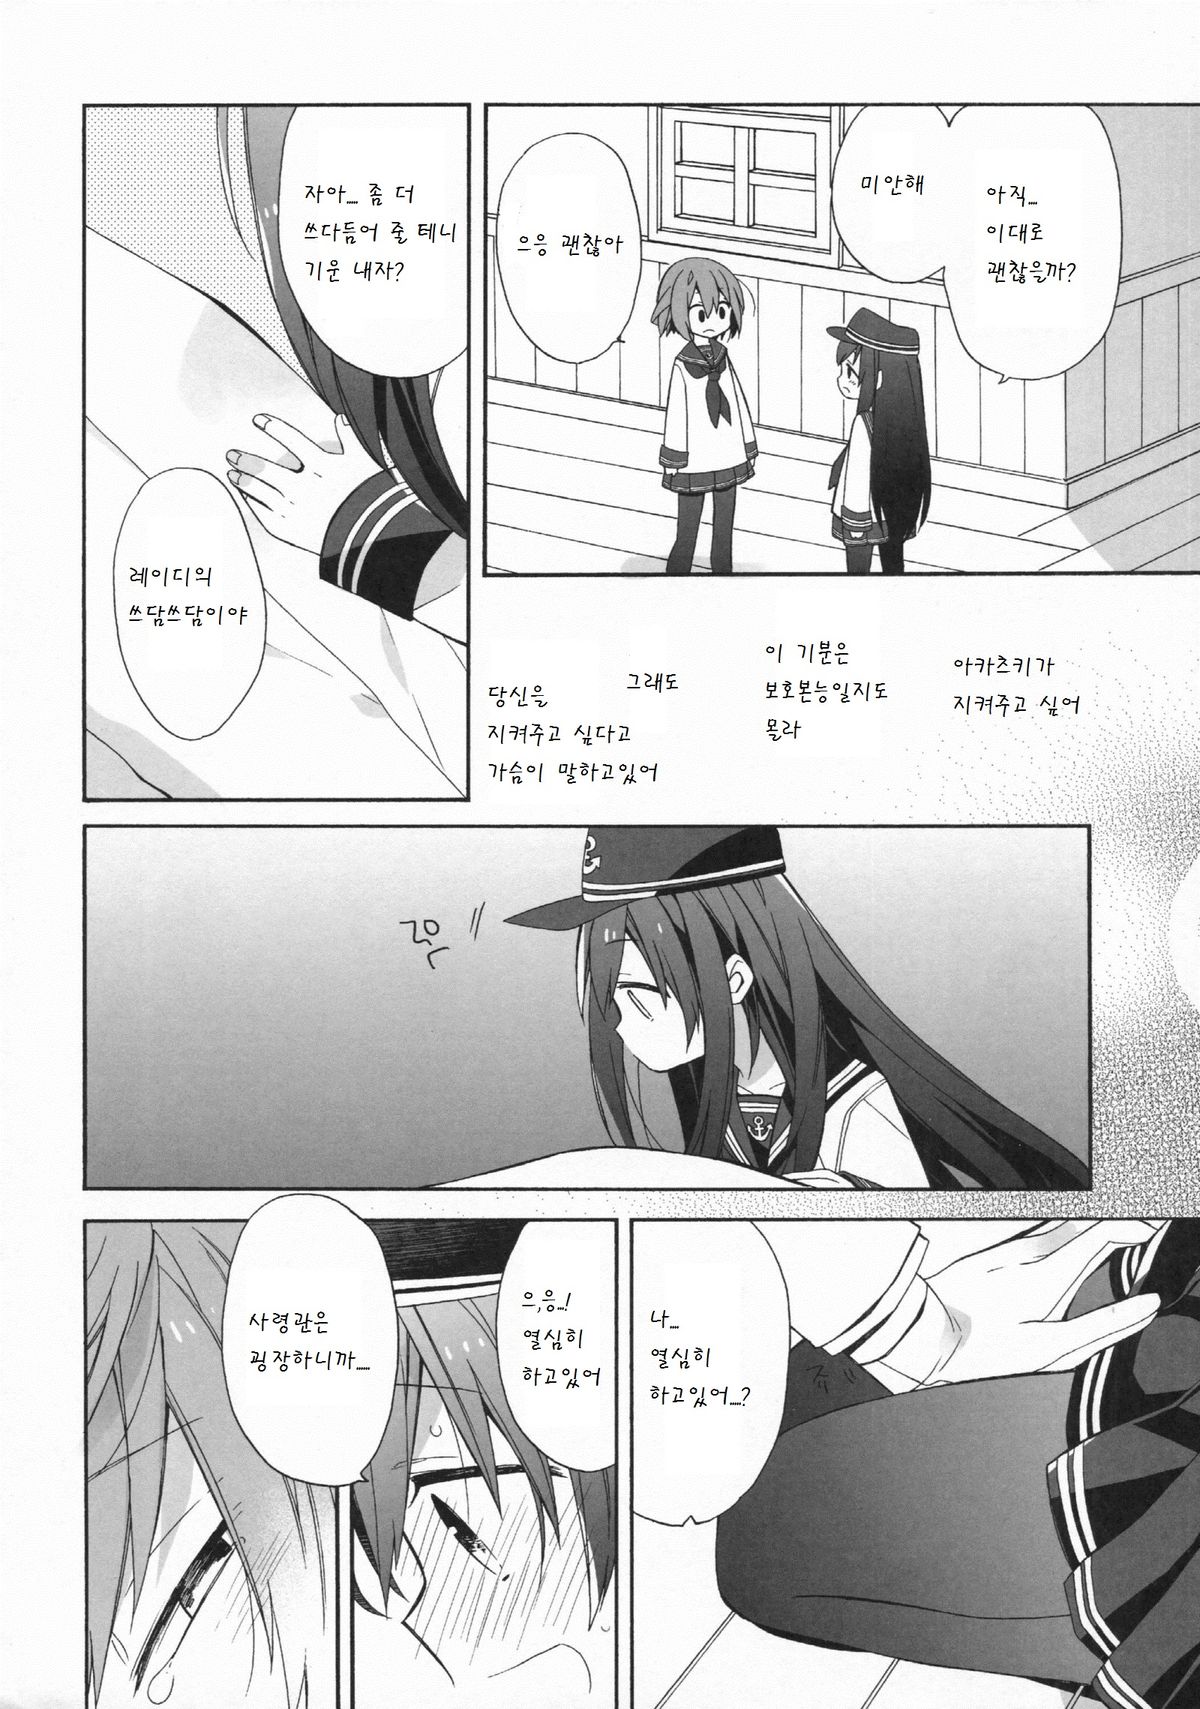 아직....
이대로
괜찮을까?
미안해
으응 괜찮아
자아.... 좀 더
쓰다듬어 줄 테니
기운 내자?
레이디의
쓰담쓰담이야
아카츠키가
지켜주고 싶어
이 기분은
보호본능일지도
몰라
그래도
당신을
지켜주고 싶다고
가슴이 말하고있어
꾸욱
나....
열심히
하고있어....?
쥬
으,응...!
열심히
하고있어
사령관은
굉장하니까.....